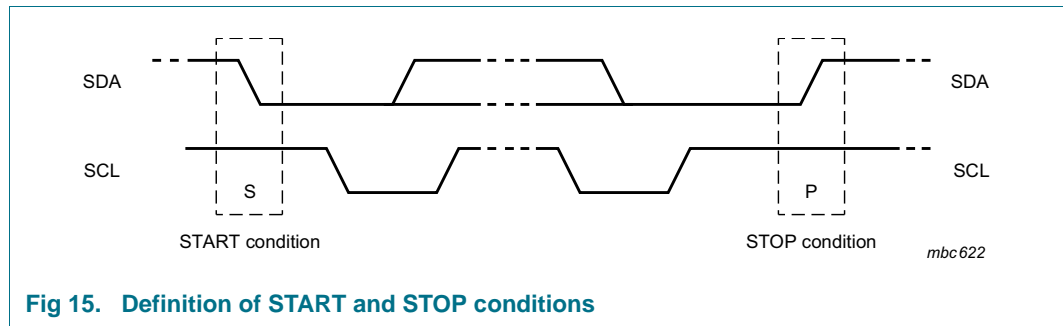 SDA SDA
SCL SCL
S P
START condition STOP condition
mbc622
Fig 15. Definition of START and STOP conditions